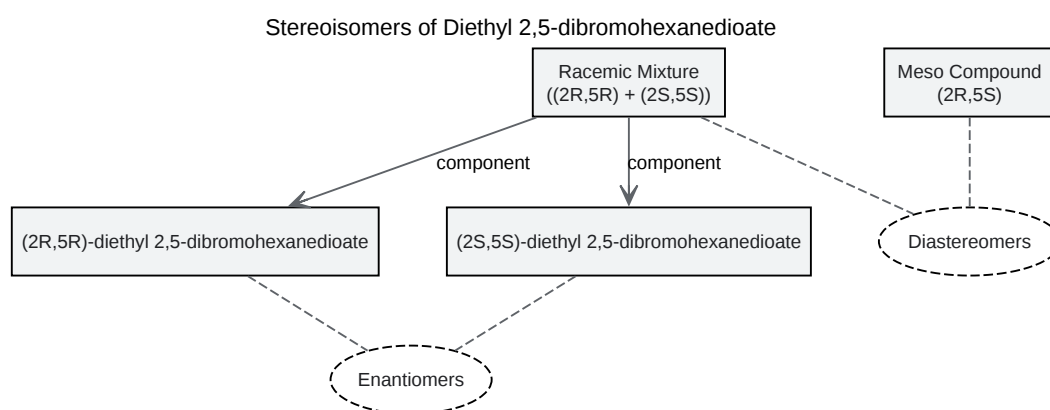 Stereoisomers of Diethyl 2,5-dibromohexanedioate
Racemic Mixture
((2R,5R) + (2S,5S))
Meso Compound
(2R,5S)
component
component
(2R,5R)-diethyl 2,5-dibromohexanedioate
(2S,5S)-diethyl 2,5-dibromohexanedioate
Diastereomers
Enantiomers